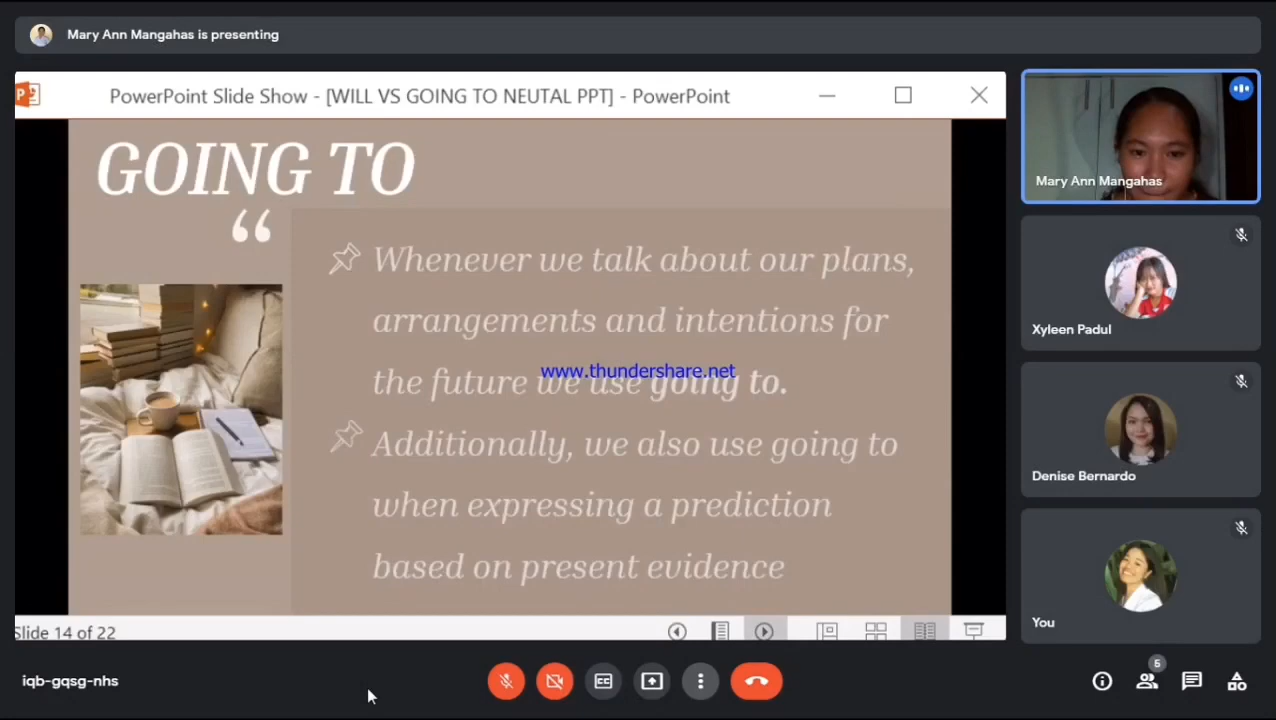 Mary Ann Mangahas is presenting
PowerPoint Slide Show - [WILL VS GOING TO NEUTAL PPT] - PowerPoint
GOING TO
“
Whenever we talk about our plans,
arrangements and intentions for
the future we use going to.
www.thundershare.net
Additionally, we also use going to
when expressing a prediction
based on present evidence
Slide 14 of 22
Mary Ann Mangahas
Xyleen Padul
Denise Bernardo
You
iqb-gqsg-nhs
CC
5